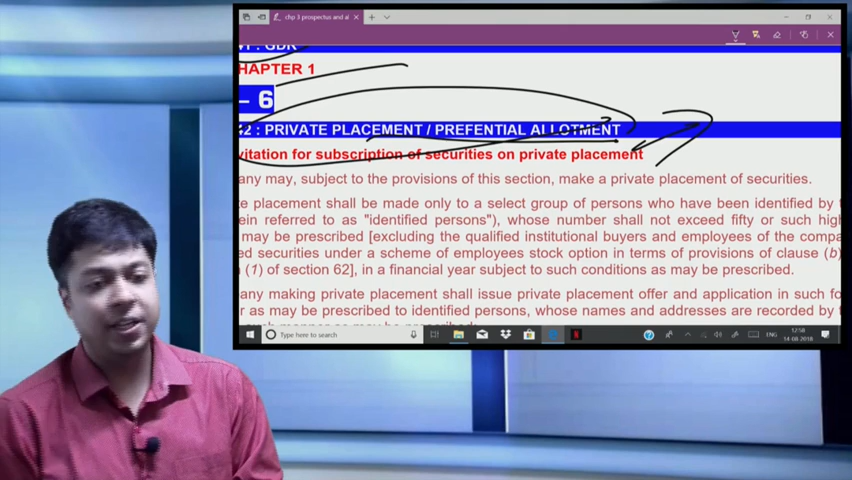 chp 3 prospectus and al
VI : GDR
HAPTER 1
– 6
42 : PRIVATE PLACEMENT / PREFENTIAL ALLOTMENT
vitation for subscription of securities on private placement
any may, subject to the provisions of this section, make a private placement of securities.
te placement shall be made only to a select group of persons who have been identified by t
ein referred to as "identified persons"), whose number shall not exceed fifty or such high
may be prescribed [excluding the qualified institutional buyers and employees of the compa
ed securities under a scheme of employees stock option in terms of provisions of clause (b)
n (1) of section 62], in a financial year subject to such conditions as may be prescribed.
any making private placement shall issue private placement offer and application in such fo
er as may be prescribed to identified persons, whose names and addresses are recorded by t
Type here to search
ENG
12:58
14-08-2018